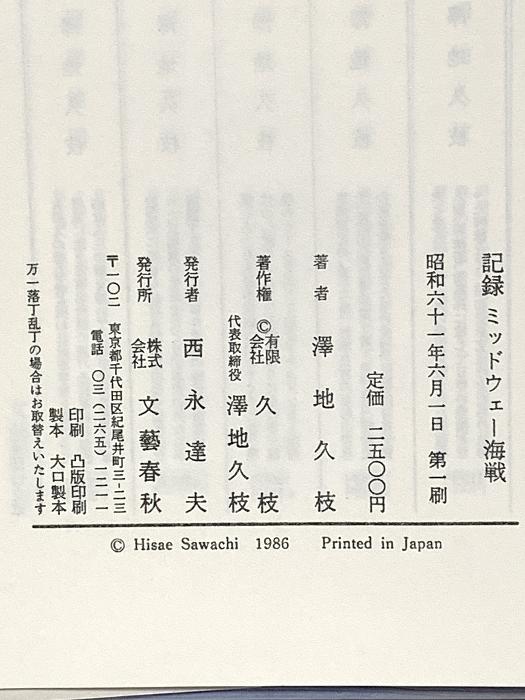 記録 ミッドウェー海戦
昭和六十一年六月一日 第一刷
定価 二五〇〇円
著者 澤地久枝
著作権 © 有限会社 久枝
代表取締役 澤地久枝
発行者 西永達夫
発行所 株式会社 文藝春秋
〒一〇二 東京都千代田区紀尾井町三-二三
電話 〇三(二六五)一二一一
印刷 凸版印刷
製本 大口製本
万一落丁乱丁の場合はお取替えいたします
© Hisae Sawachi 1986 Printed in Japan